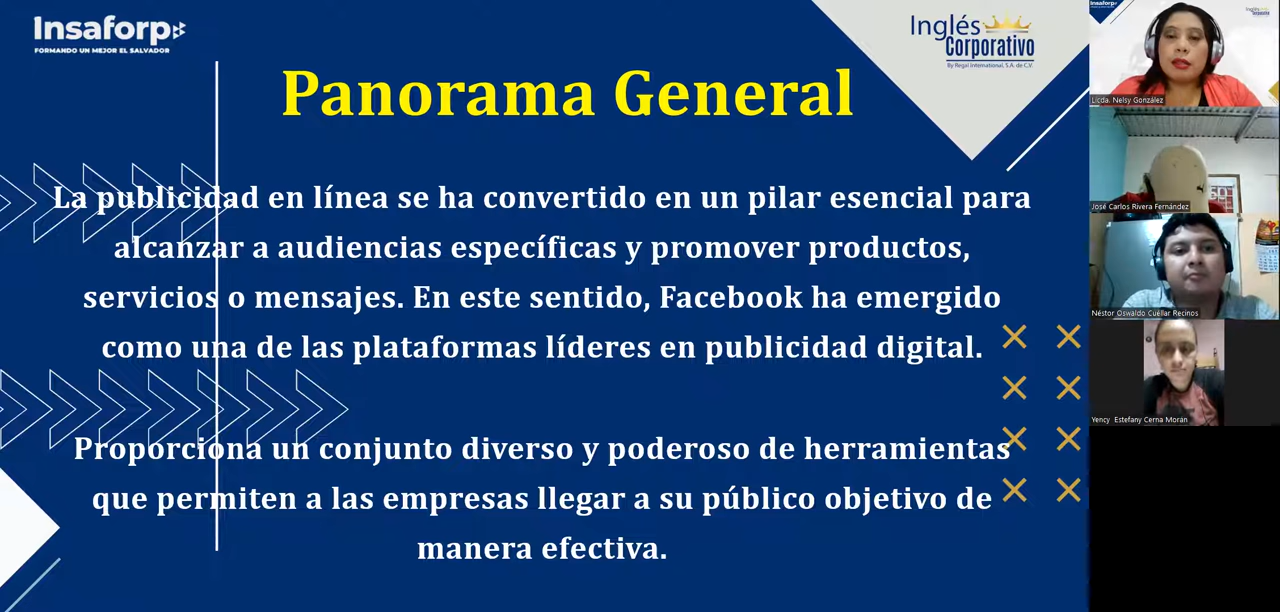 Insaforp
FORMANDO UN MEJOR EL SALVADOR
Inglés
Corporativo
By Regal International, S.A. de C.V.
Panorama General
La publicidad en línea se ha convertido en un pilar esencial para
alcanzar a audiencias específicas y promover productos,
servicios o mensajes. En este sentido, Facebook ha emergido
como una de las plataformas líderes en publicidad digital.
Proporciona un conjunto diverso y poderoso de herramientas
que permiten a las empresas llegar a su público objetivo de
manera efectiva.
Licda. Nelsy González
José Carlos Rivera Fernández
Néstor Oswaldo Cuéllar Recinos
Yency Estefany Cerna Morán